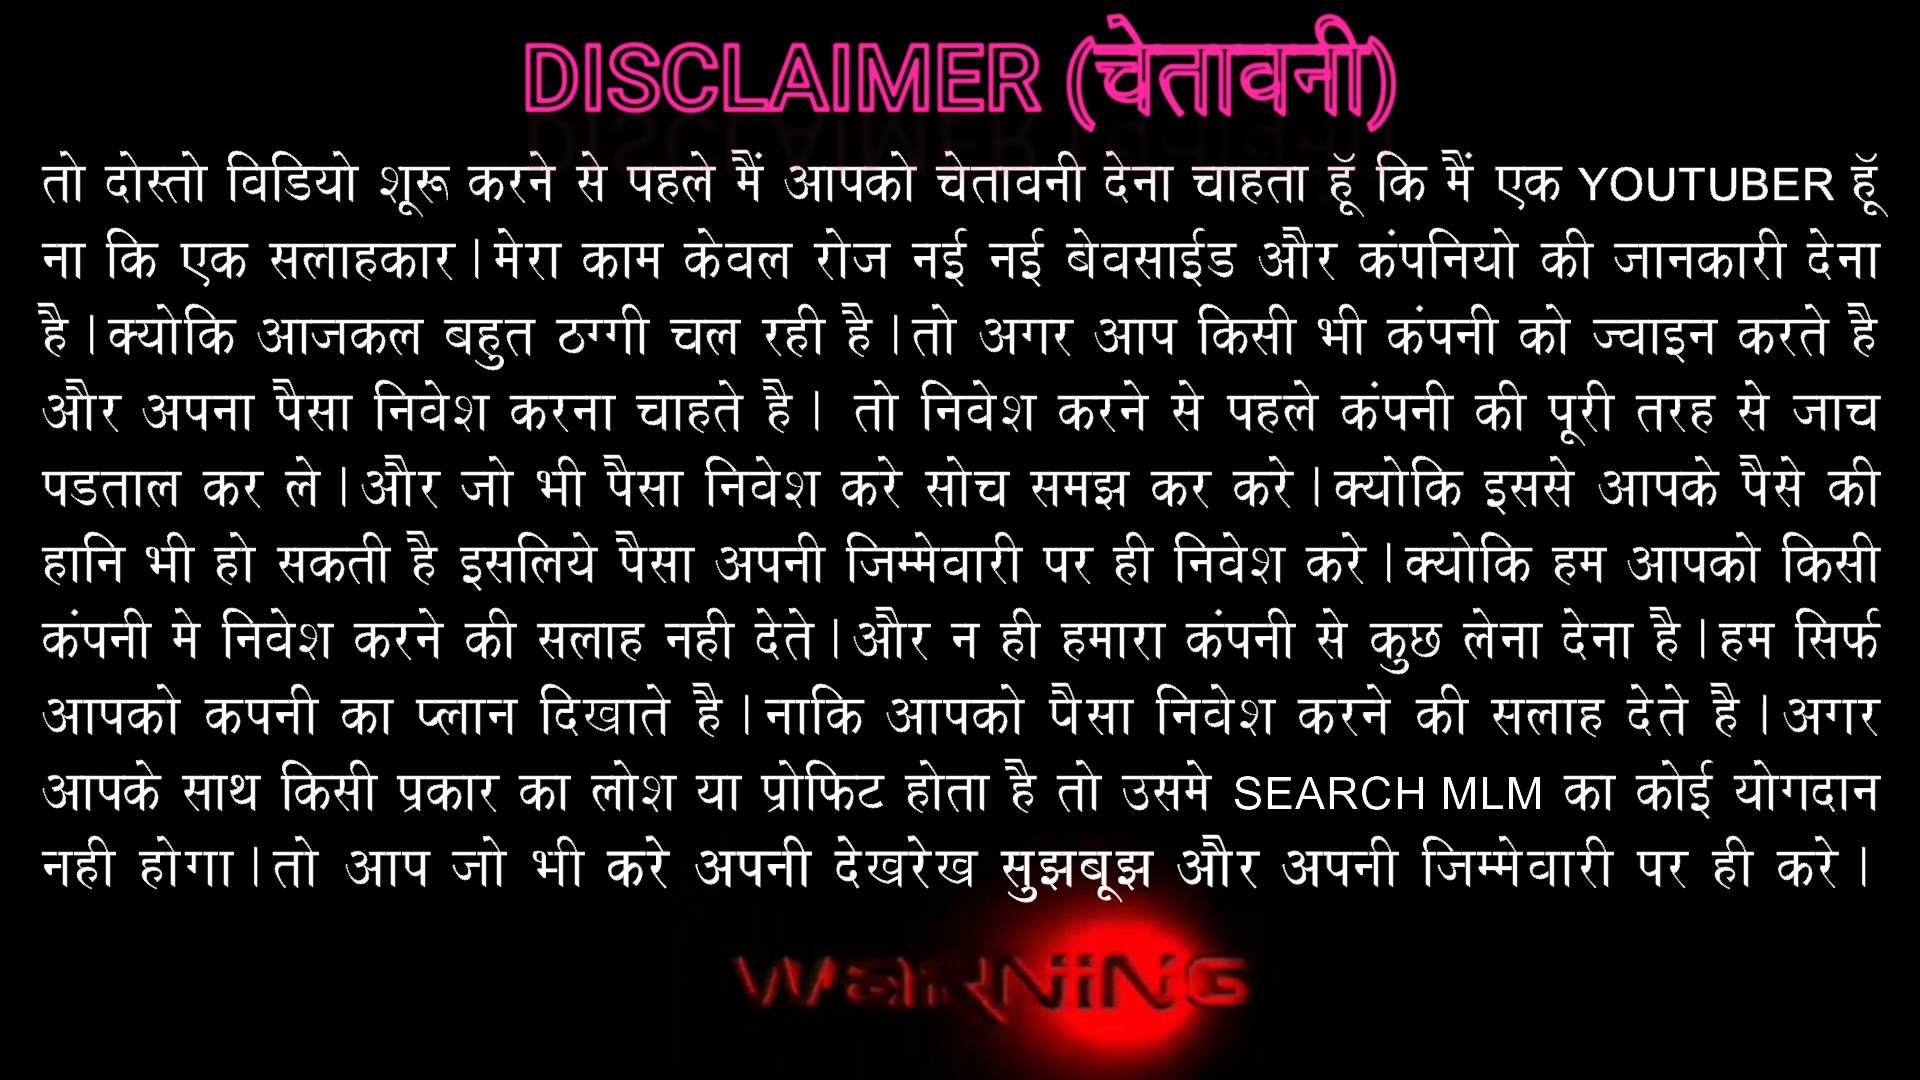 DISCLAIMER (चेतावनी)
तो दोस्तो विडियो शूरू करने से पहले मैं आपको चेतावनी देना चाहता हूॅ कि मैं एक YOUTUBER हूॅ
ना कि एक सलाहकार।मेरा काम केवल रोज नई नई बेवसाईड और कंपनियो की जानकारी देना
है।क्योकि आजकल बहुत ठग्गी चल रही है।तो अगर आप किसी भी कंपनी को ज्वाइन करते है
और अपना पैसा निवेश करना चाहते है। तो निवेश करने से पहले कंपनी की पूरी तरह से जाच
पडताल कर ले।और जो भी पैसा निवेश करे सोच समझ कर करे।क्योकि इससे आपके पैसे की
हानि भी हो सकती है इसलिये पैसा अपनी जिम्मेवारी पर ही निवेश करे।क्योकि हम आपको किसी
कंपनी मे निवेश करने की सलाह नही देते।और न ही हमारा कंपनी से कुछ लेना देना है।हम सिर्फ
आपको कपनी का प्लान दिखाते है।नाकि आपको पैसा निवेश करने की सलाह देते है।अगर
आपके साथ किसी प्रकार का लोश या प्रोफिट होता है तो उसमे SEARCH MLM का कोई योगदान
नही होगा।तो आप जो भी करे अपनी देखरेख सुझबूझ और अपनी जिम्मेवारी पर ही करे।
WaRNiNG